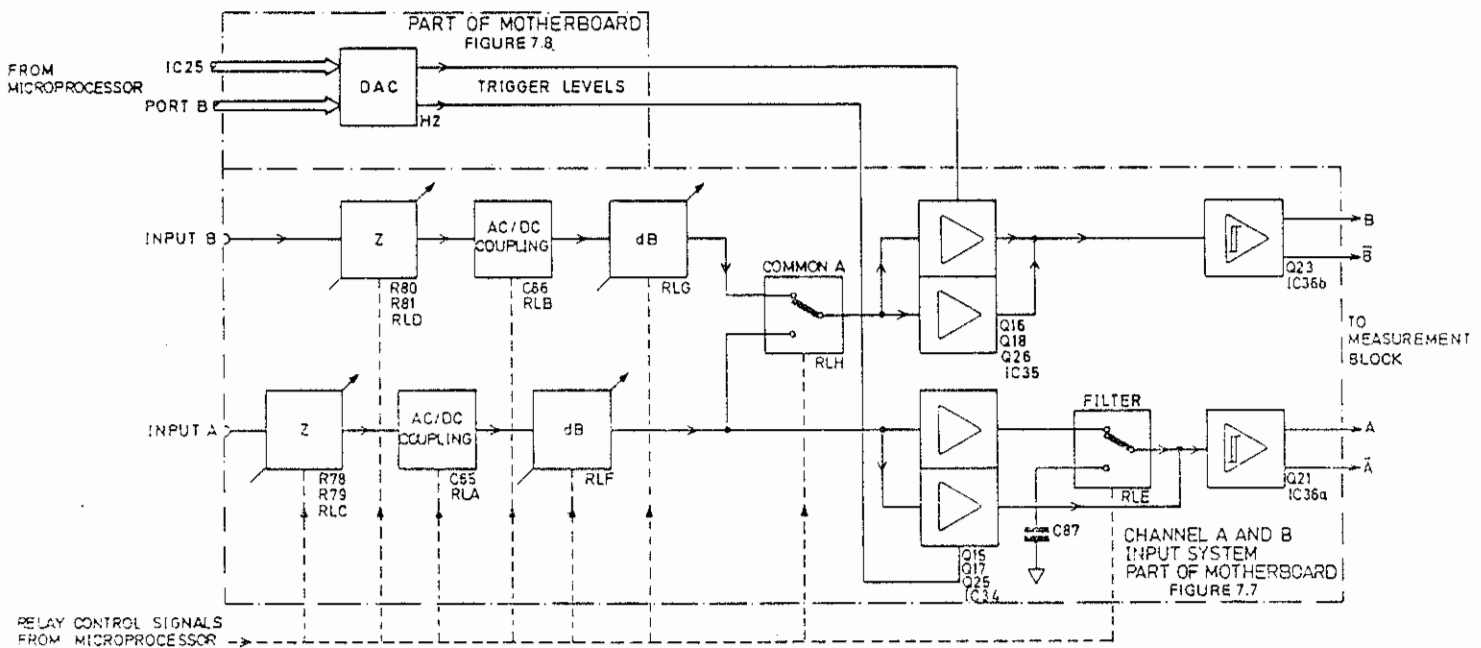 PART OF MOTHERBOARD
FIGURE 7.8
FROM
MICROPROCESSOR
IC25
PORT B
DAC
H2
TRIGGER LEVELS
INPUT B
Z
R80
R81
RLD
AC/DC
COUPLING
C66
RLB
dB
RLG
COMMON A
RLH
Q16
Q18
Q26
IC35
Q23
IC36b
B
B̅
TO
MEASUREMENT
BLOCK
INPUT A
Z
R78
R79
RLC
AC/DC
COUPLING
C65
RLA
dB
RLF
Q15
Q17
Q25
IC34
FILTER
RLE
C87
Q21
IC36a
A
A̅
CHANNEL A AND B
INPUT SYSTEM
PART OF MOTHERBOARD
FIGURE 7.7
RELAY CONTROL SIGNALS
FROM MICROPROCESSOR